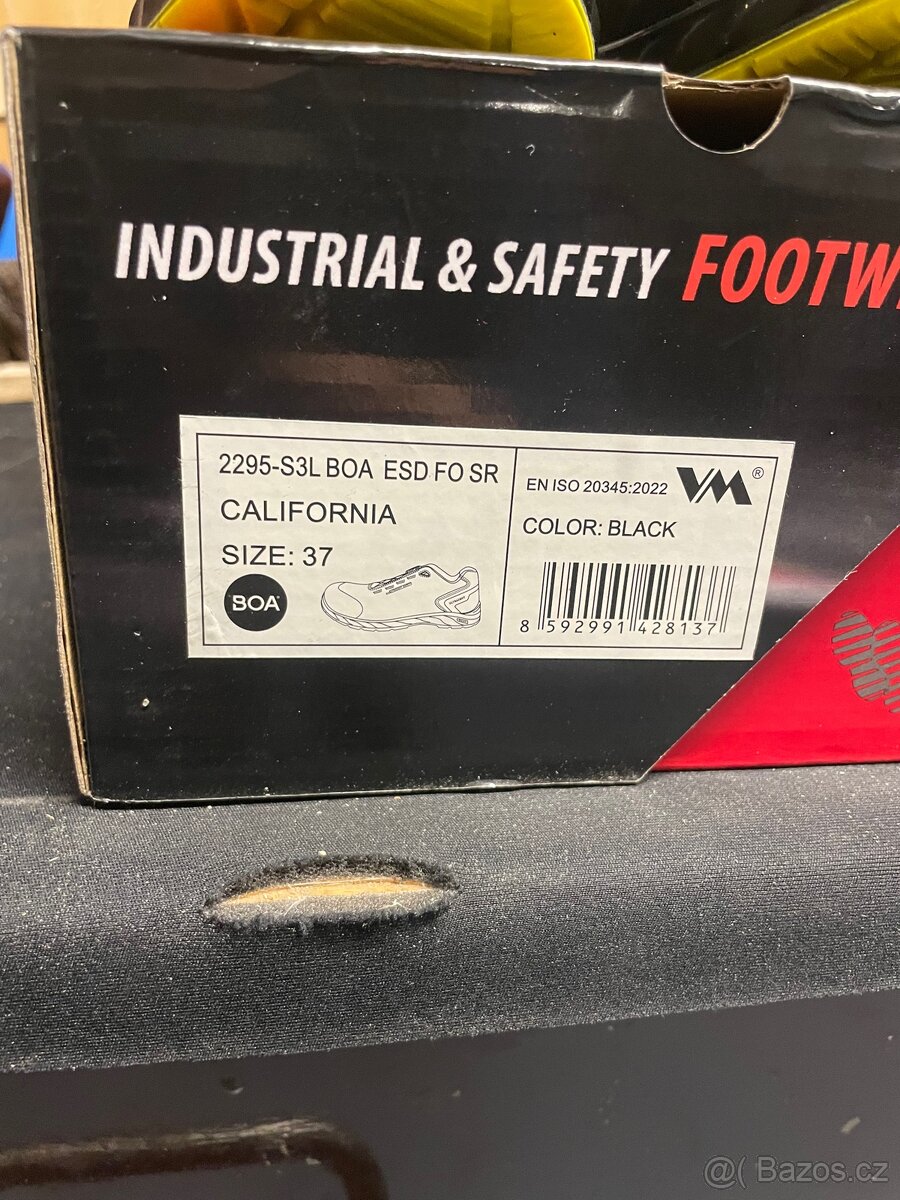 INDUSTRIAL & SAFETY FOOTW
2295-S3L BOA ESD FO SR
CALIFORNIA
SIZE: 37
BOA®
EN ISO 20345:2022 VM®
COLOR: BLACK
8 592991 428137
@( Bazos.cz